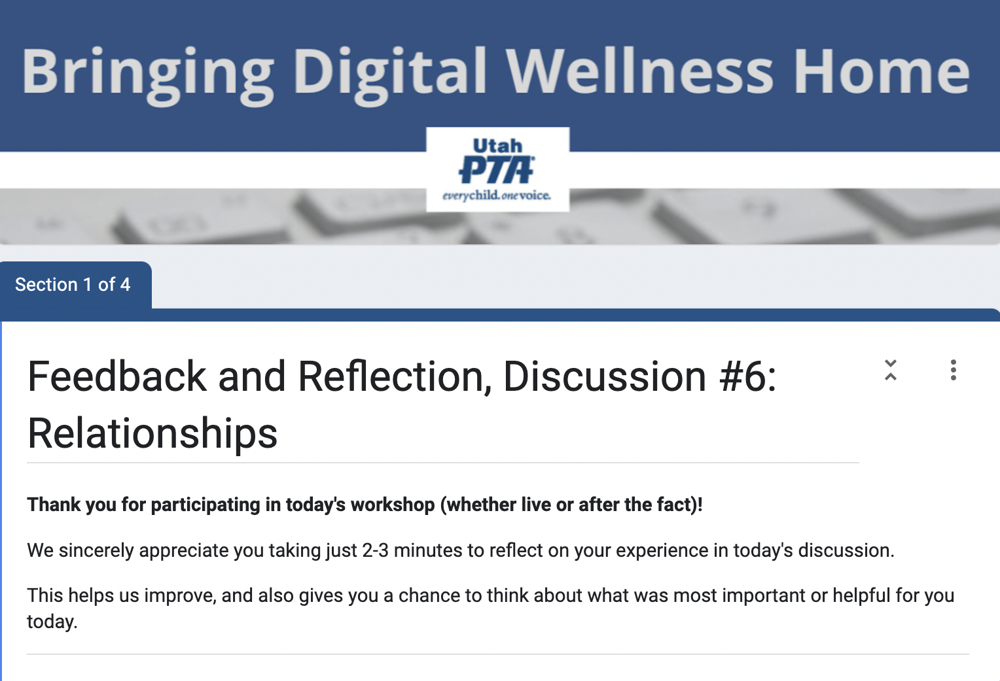 Bringing Digital Wellness Home
Utah
PTA
everychild.onevoice.
Section 1 of 4
Feedback and Reflection, Discussion #6:
Relationships
Thank you for participating in today's workshop (whether live or after the fact)!
We sincerely appreciate you taking just 2-3 minutes to reflect on your experience in today's discussion.
This helps us improve, and also gives you a chance to think about what was most important or helpful for you
today.